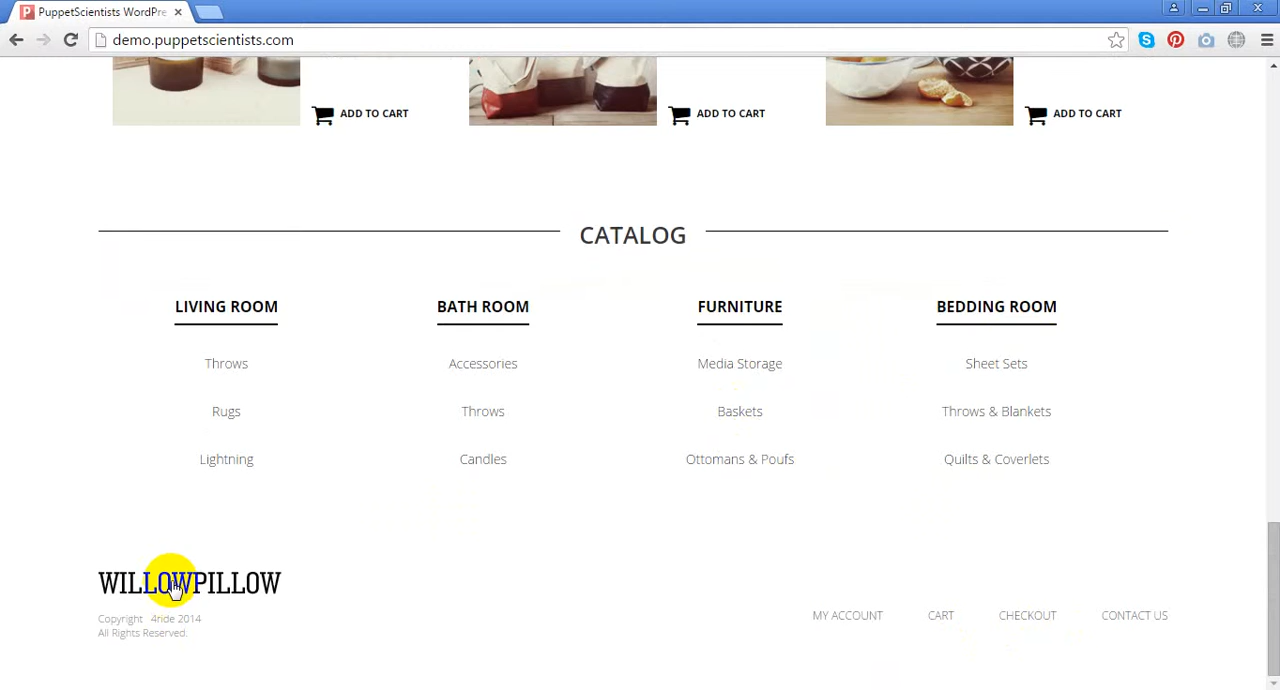 PuppetScientists WordPre
demo.puppetscientists.com
ADD TO CART ADD TO CART ADD TO CART
CATALOG
LIVING ROOM BATH ROOM FURNITURE BEDDING ROOM
Throws Accessories Media Storage Sheet Sets
Rugs Throws Baskets Throws & Blankets
Lightning Candles Ottomans & Poufs Quilts & Coverlets
WILLOWPILLOW
Copyright 4ride 2014
All Rights Reserved.
MY ACCOUNT CART CHECKOUT CONTACT US